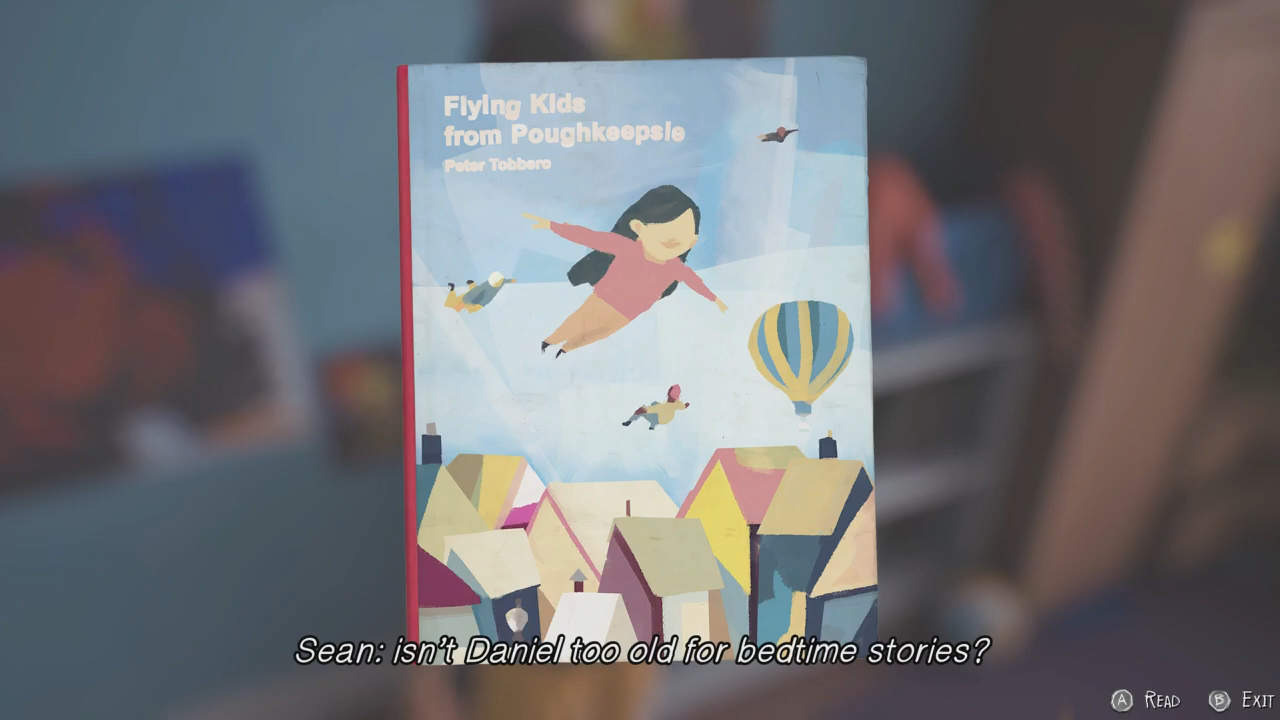 Flying Kids
from Poughkeepsie
Peter Tobbero
Sean: isn't Daniel too old for bedtime stories?
A READ B EXIT